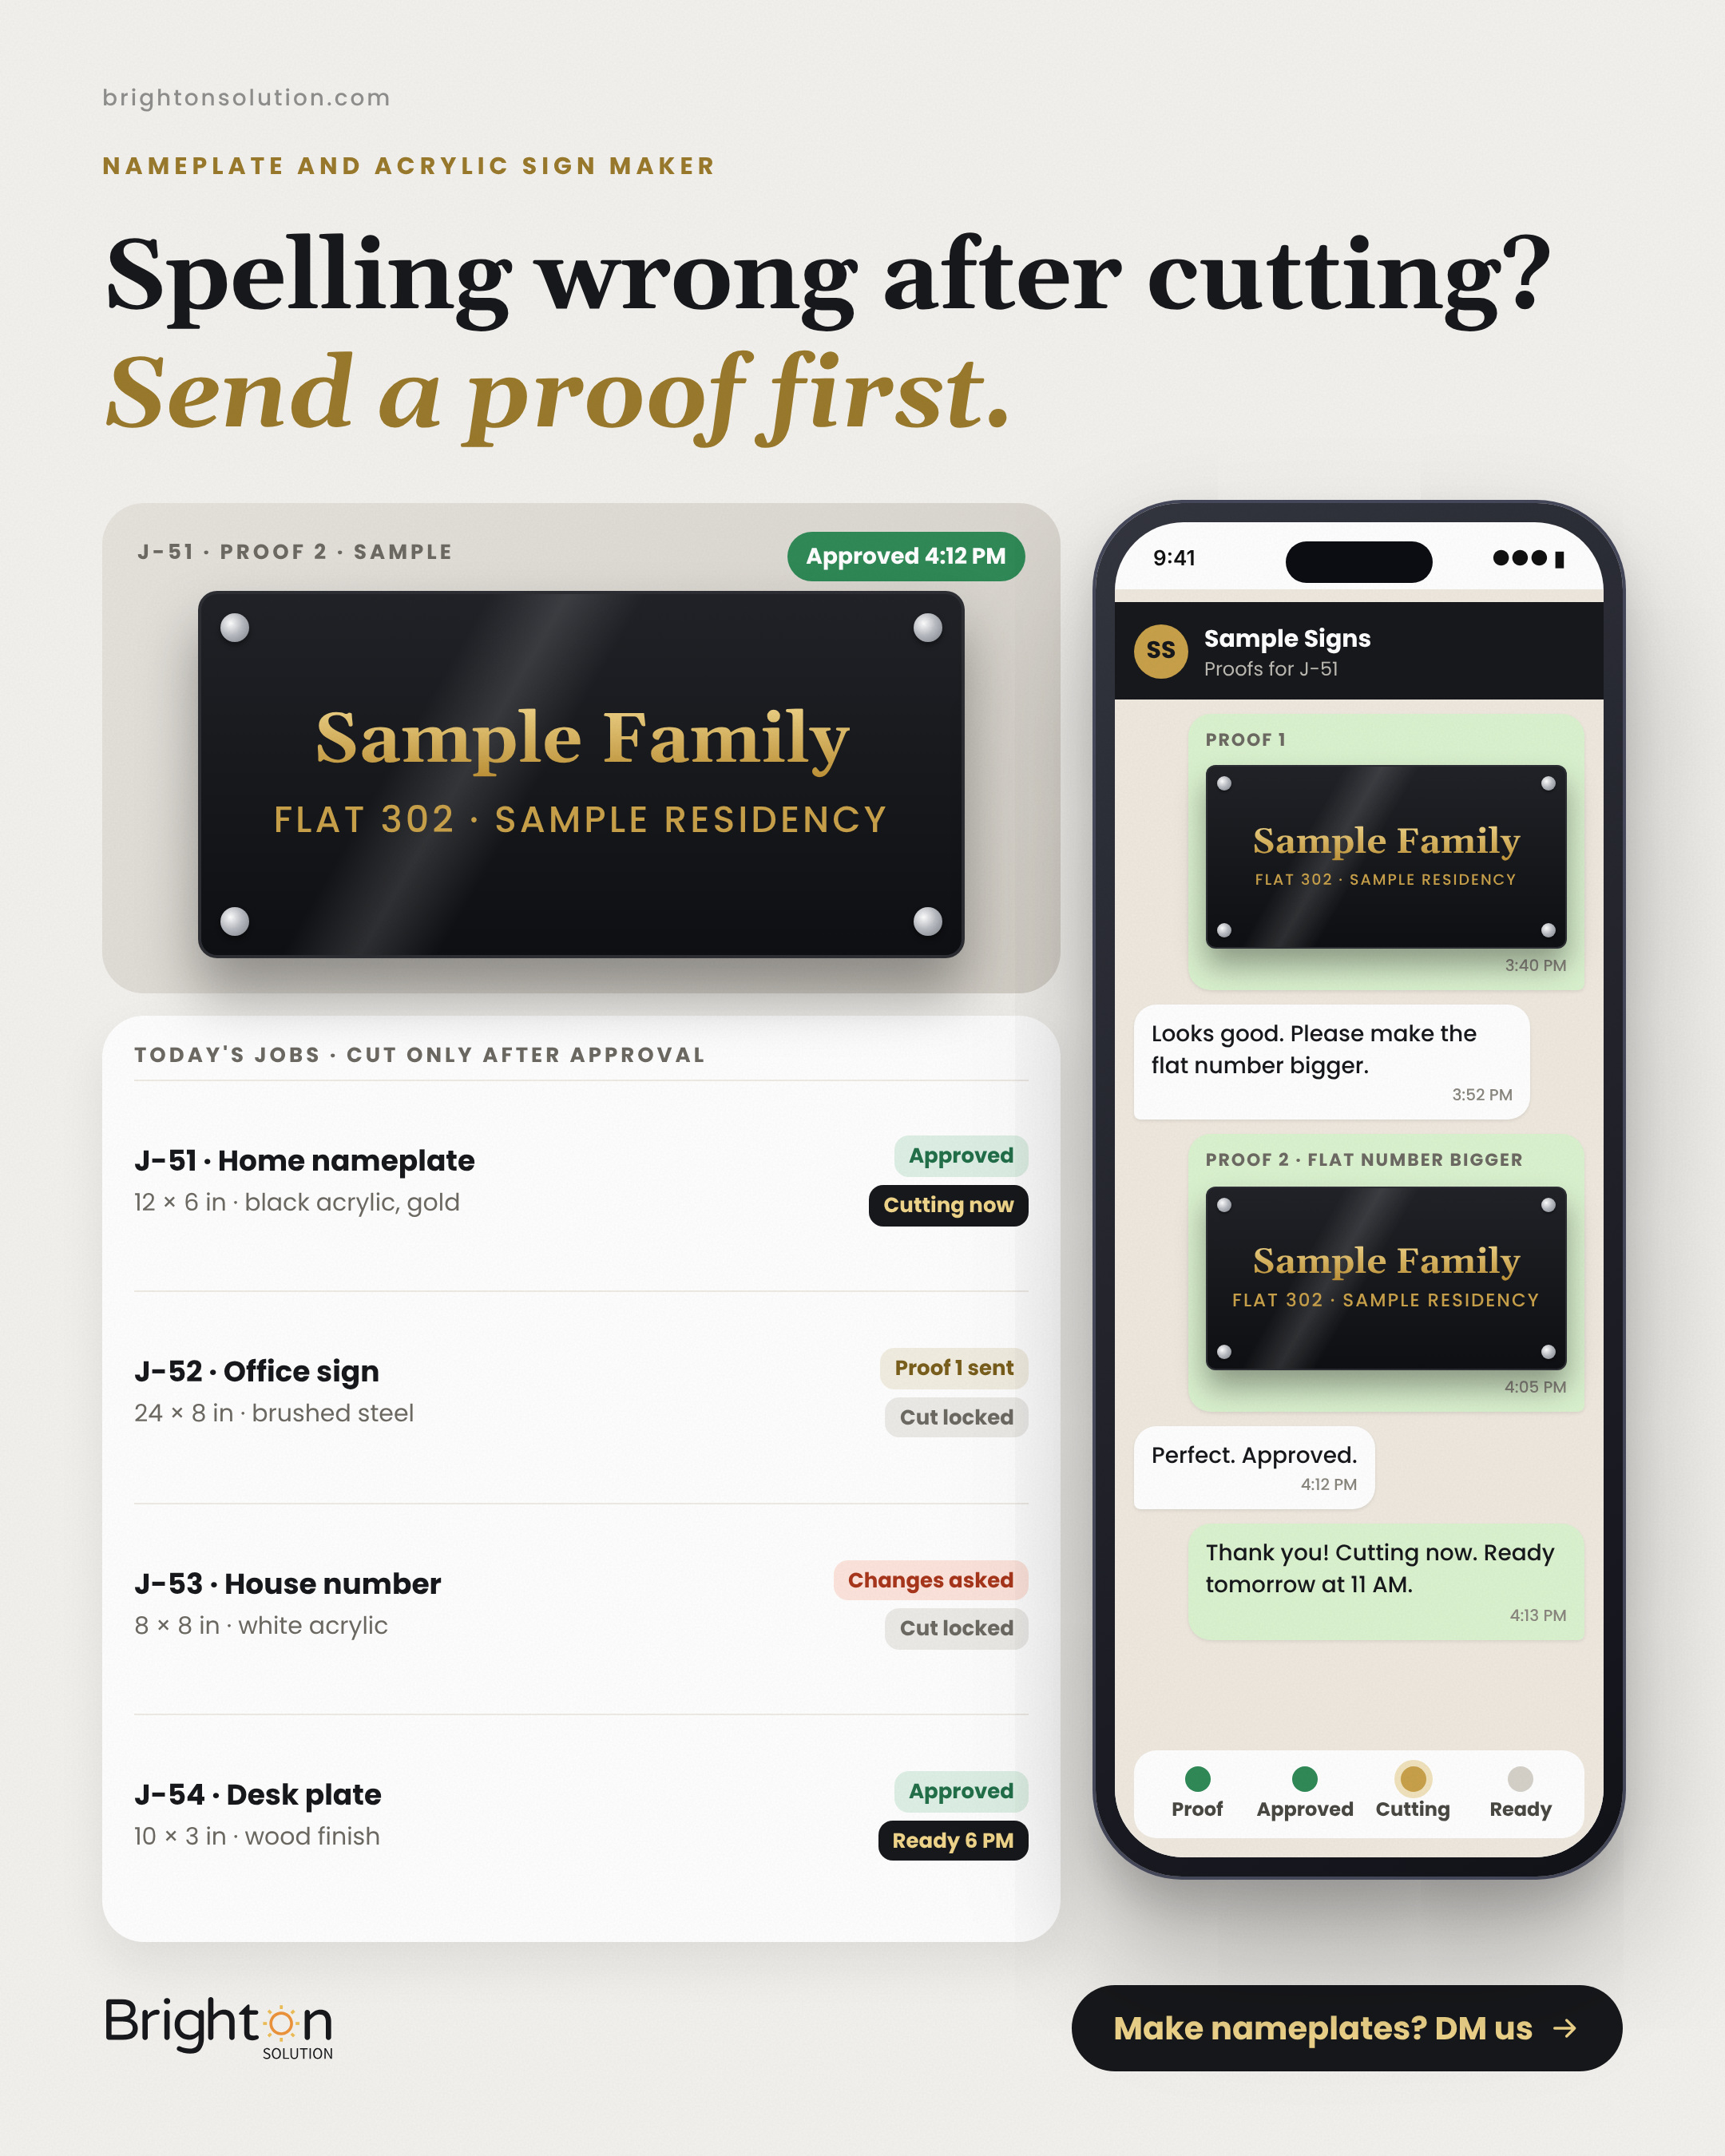 brightonsolution.com
NAMEPLATE AND ACRYLIC SIGN MAKER
Spelling wrong after cutting?
Send a proof first.
J-51 · PROOF 2 · SAMPLE
Approved 4:12 PM
Sample Family
FLAT 302 · SAMPLE RESIDENCY
TODAY'S JOBS · CUT ONLY AFTER APPROVAL
J-51 · Home nameplate
12 × 6 in · black acrylic, gold
Approved
Cutting now
J-52 · Office sign
24 × 8 in · brushed steel
Proof 1 sent
Cut locked
J-53 · House number
8 × 8 in · white acrylic
Changes asked
Cut locked
J-54 · Desk plate
10 × 3 in · wood finish
Approved
Ready 6 PM
9:41
SS
Sample Signs
Proofs for J-51
PROOF 1
Sample Family
FLAT 302 · SAMPLE RESIDENCY
3:40 PM
Looks good. Please make the
flat number bigger.
3:52 PM
PROOF 2 · FLAT NUMBER BIGGER
Sample Family
FLAT 302 · SAMPLE RESIDENCY
4:05 PM
Perfect. Approved.
4:12 PM
Thank you! Cutting now. Ready
tomorrow at 11 AM.
4:13 PM
Proof Approved Cutting Ready
Brighton
SOLUTION
Make nameplates? DM us →